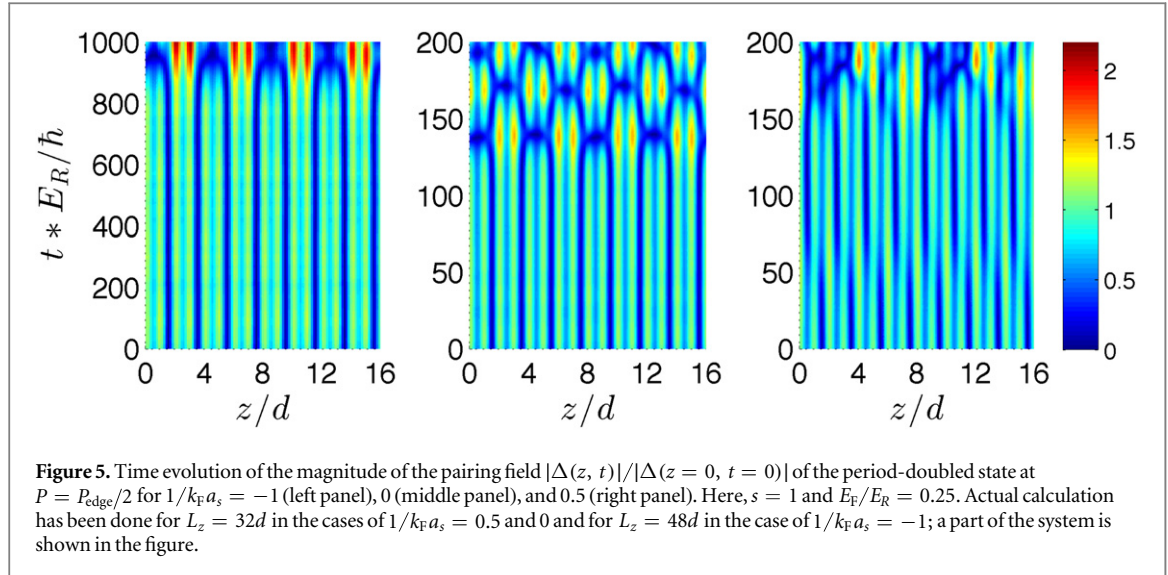 1000
800
600
400
200
0
t * E_R/ħ
0 4 8 12 16
z/d
200
150
100
50
0
0 4 8 12 16
z/d
200
150
100
50
0
0 4 8 12 16
z/d
2
1.5
1
0.5
0
Figure 5. Time evolution of the magnitude of the pairing field |Δ(z, t)|/|Δ(z = 0, t = 0)| of the period-doubled state at
P = P_edge/2 for 1/k_F a_s = −1 (left panel), 0 (middle panel), and 0.5 (right panel). Here, s = 1 and E_F/E_R = 0.25. Actual calculation
has been done for L_z = 32d in the cases of 1/k_F a_s = 0.5 and 0 and for L_z = 48d in the case of 1/k_F a_s = −1; a part of the system is
shown in the figure.